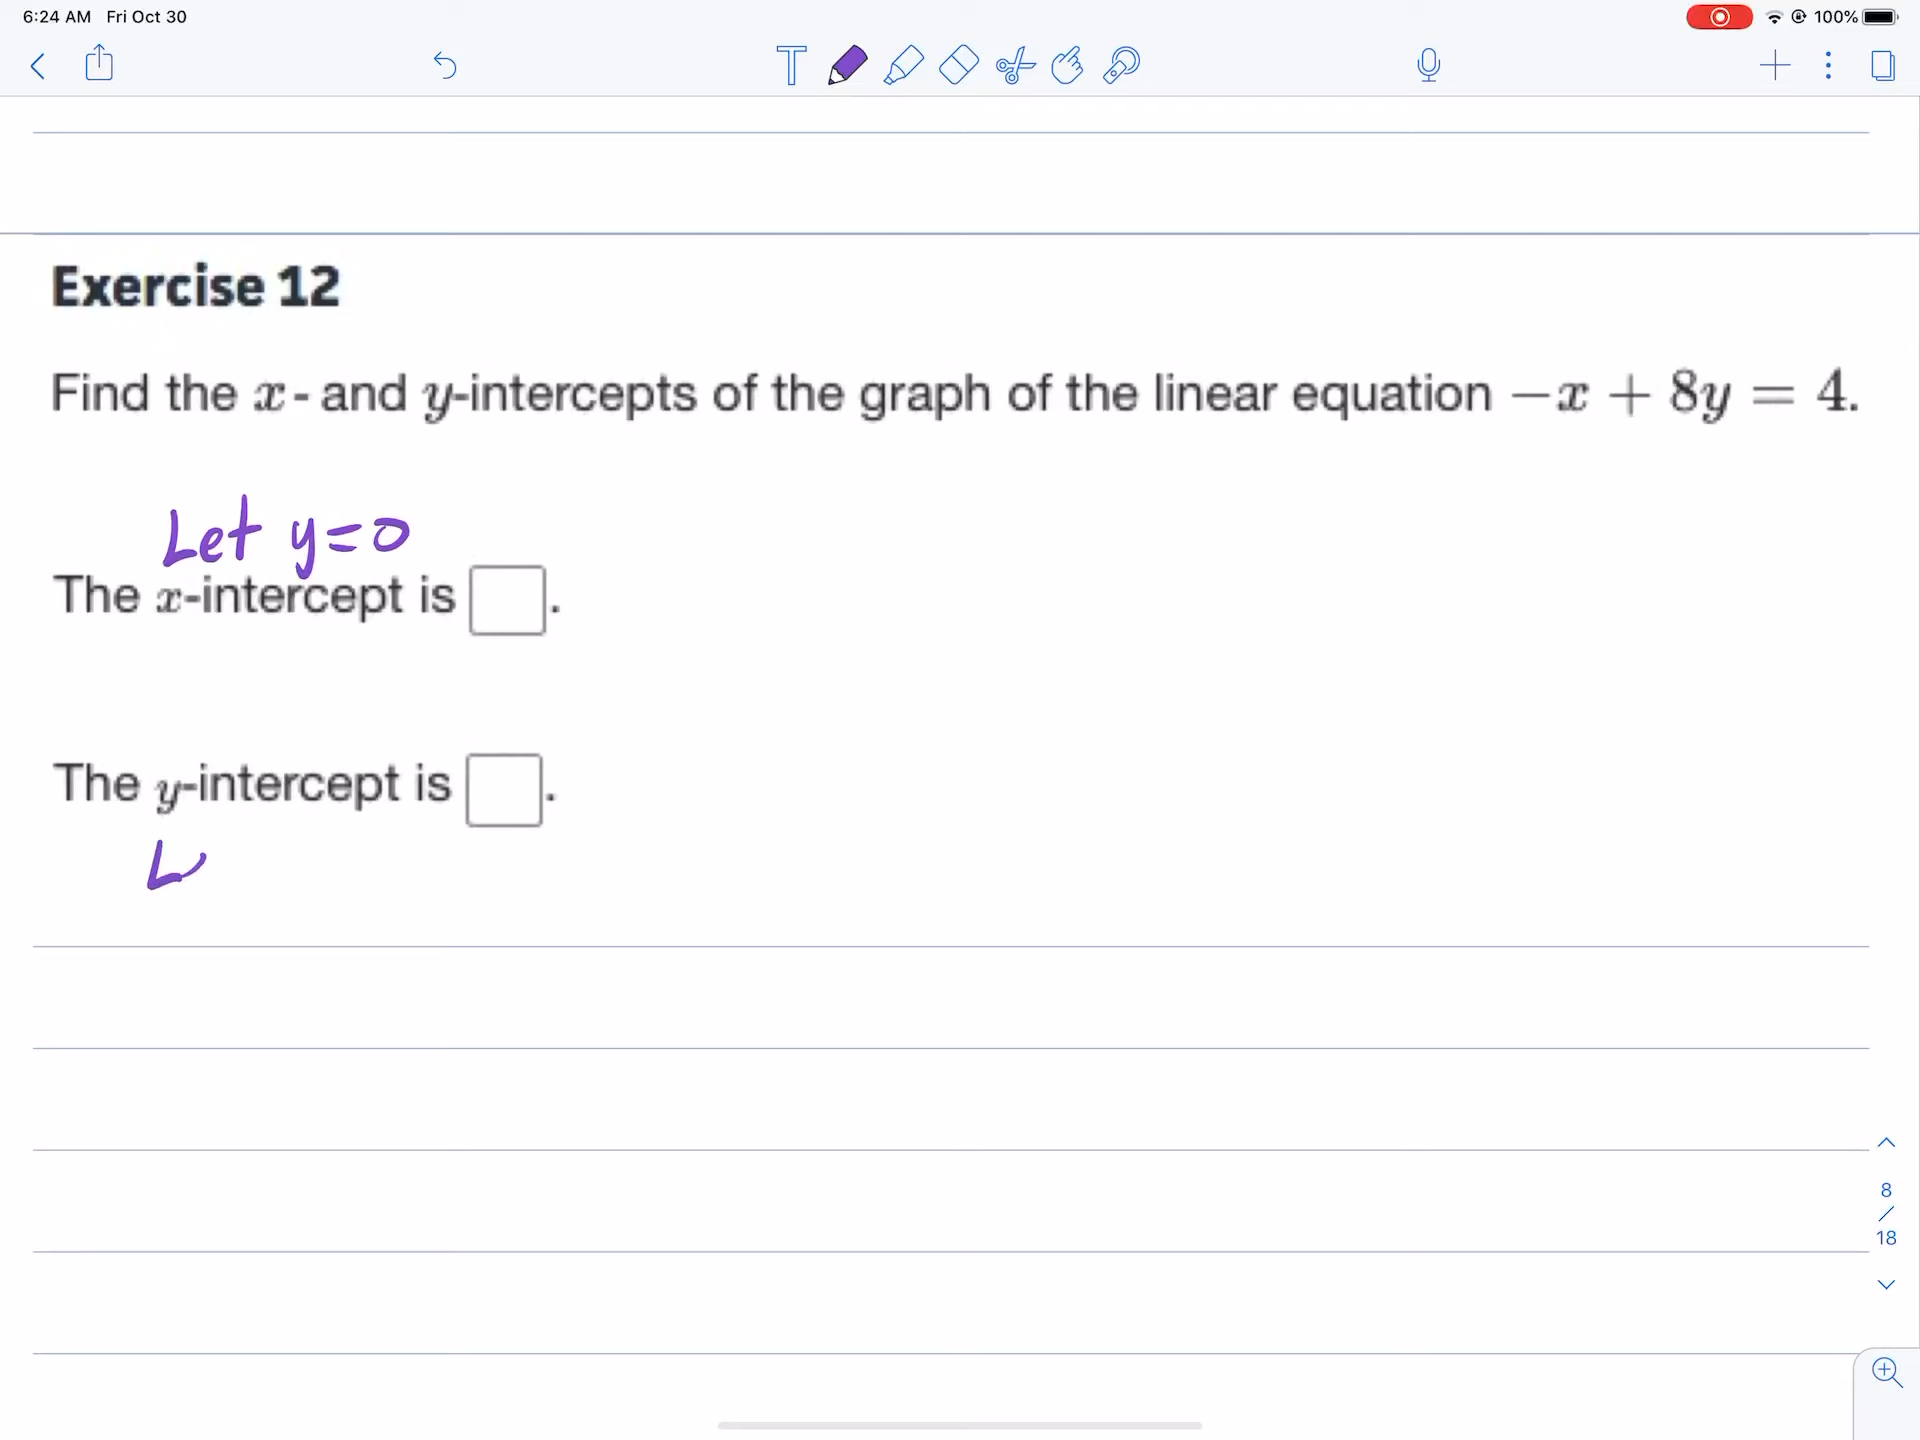 6:24 AM Fri Oct 30
100%
T
Exercise 12
Find the x- and y-intercepts of the graph of the linear equation −x + 8y = 4.
Let y=0
The x-intercept is .
The y-intercept is .
L
8
/
18